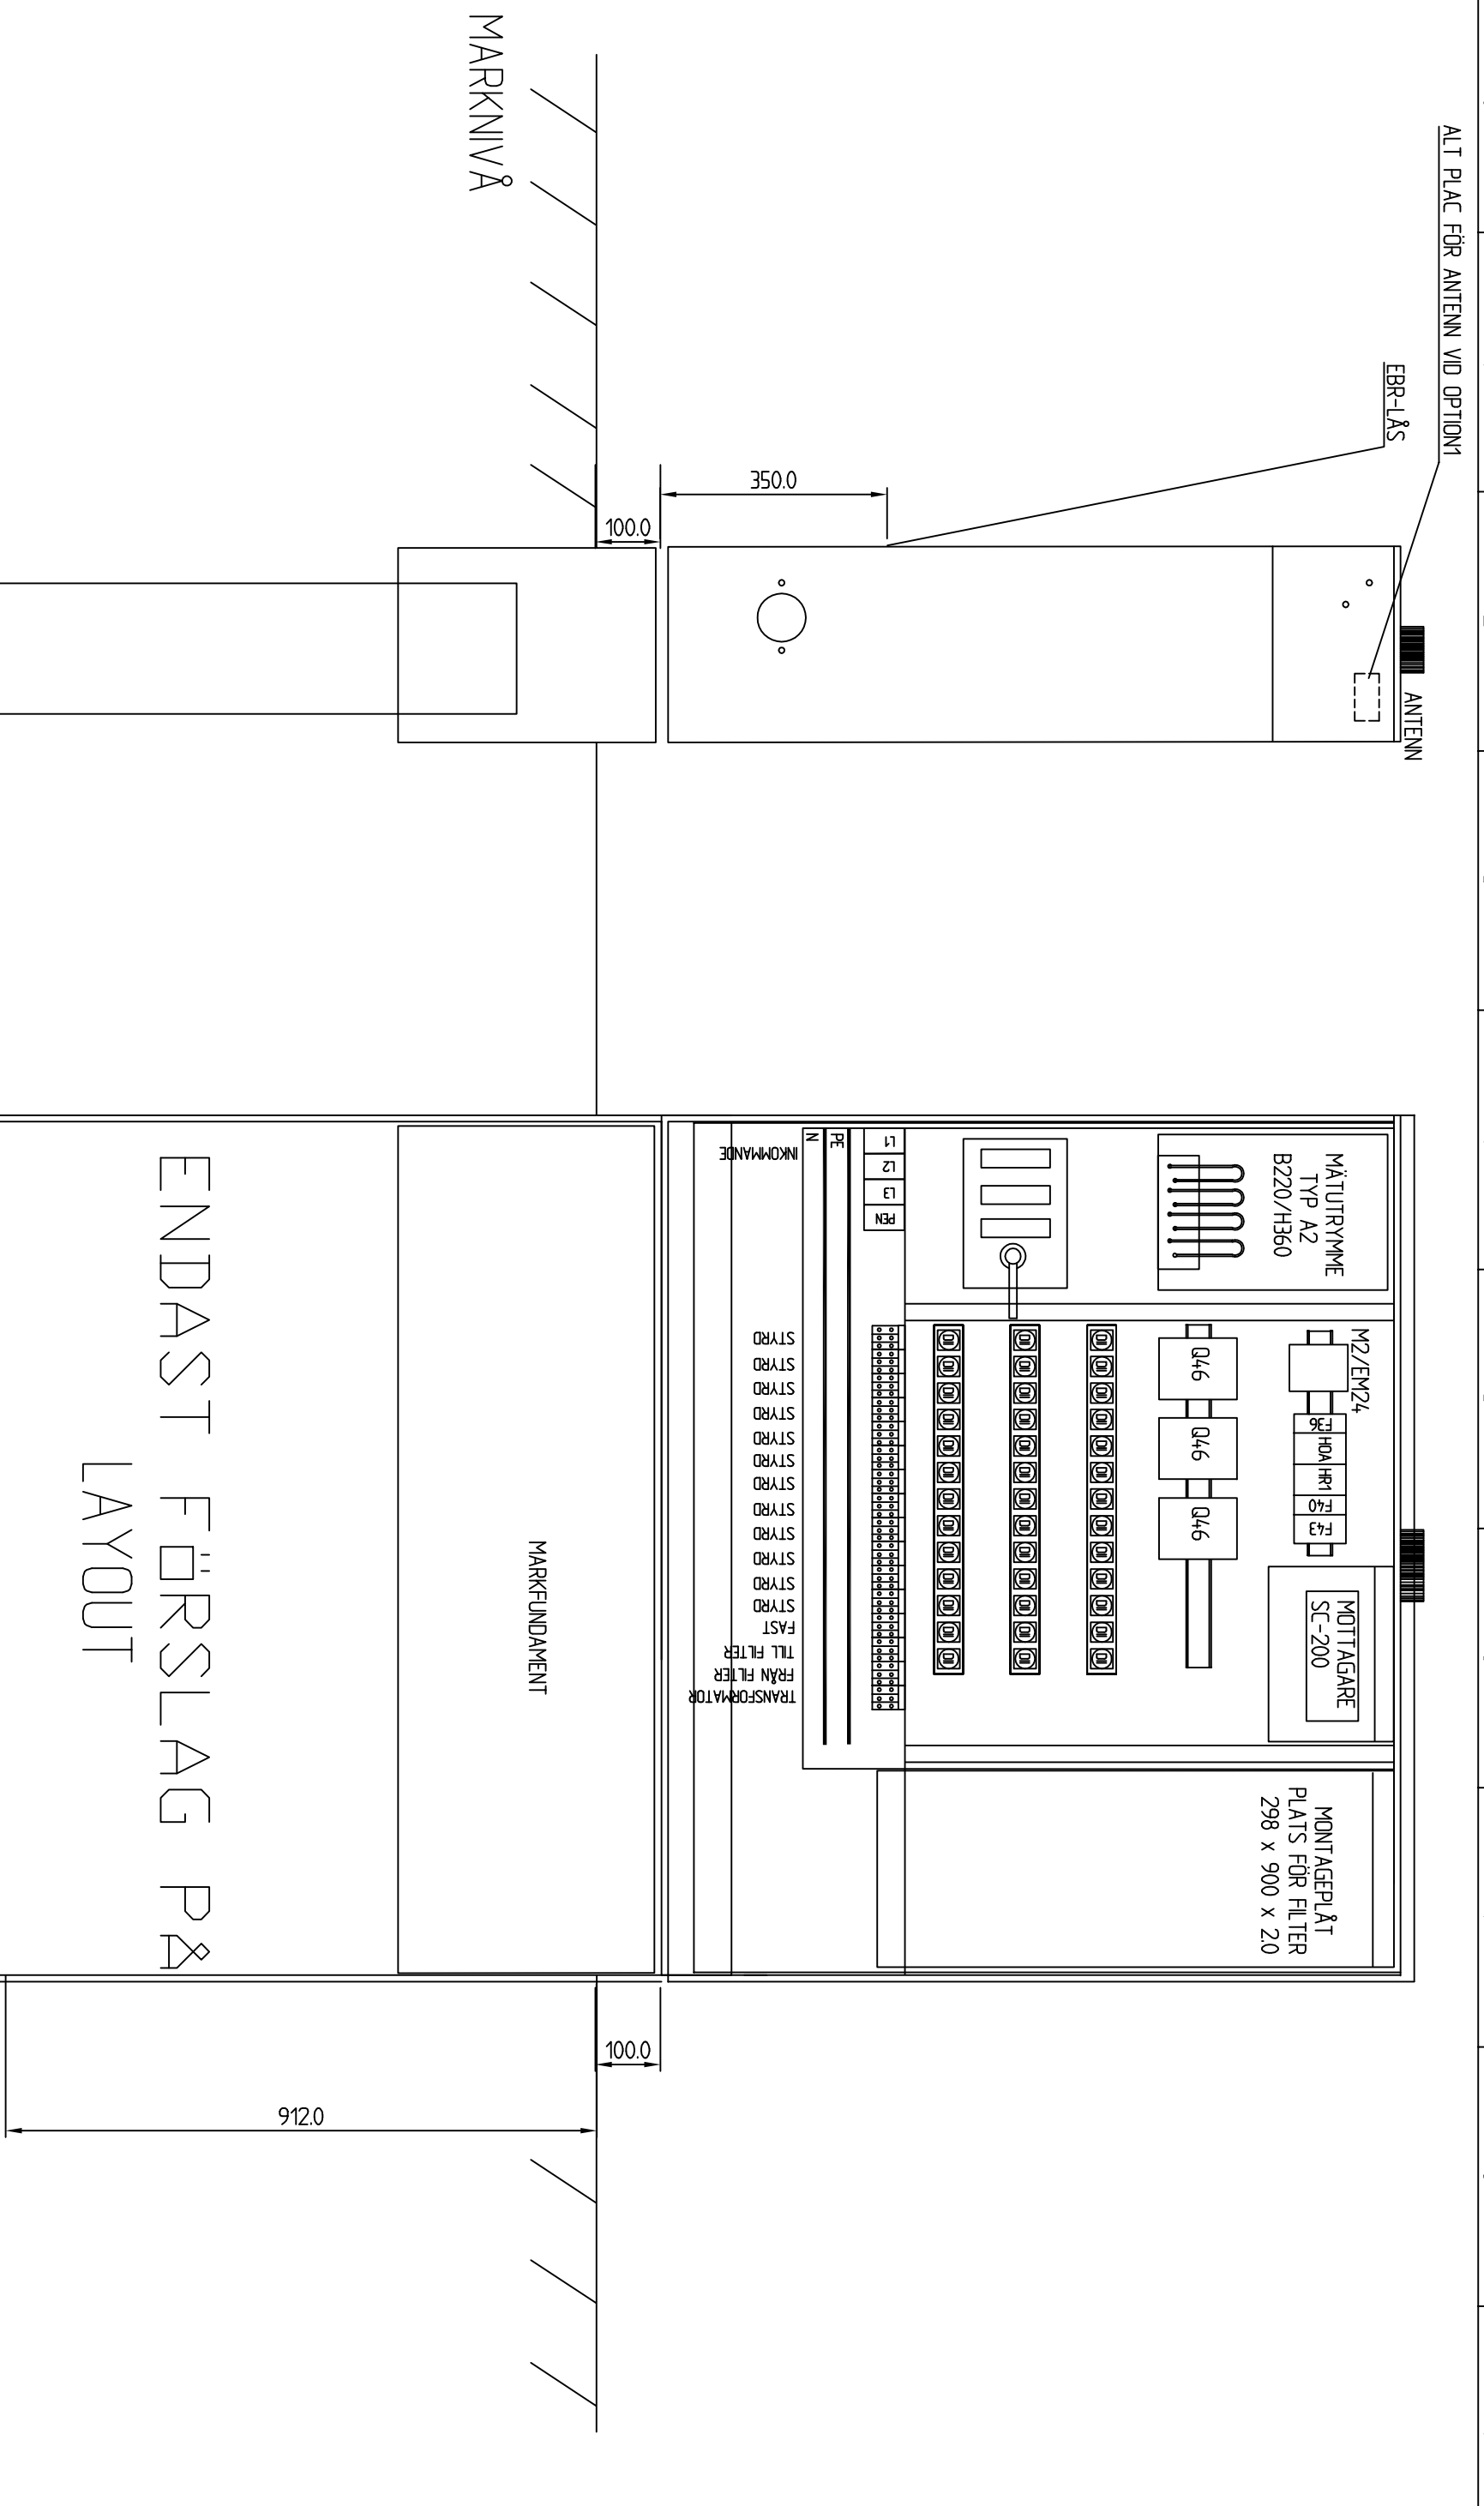 ALT PLAC FÖR ANTENN VID OPTION1
EBR-LÅS
ANTENN
350.0
100.0
MARKNIVÅ
MÄTUTRYMME
TYP A2
B220/H360
M2/EM24
F36
HOA
HR1
F40
F43
MOTTAGARE
SC-200
MONTAGEPLÅT
PLATS FÖR FILTER
298 x 900 x 2.0
Q46
Q46
Q46
L1
L2
L3
PEN
PE
N
INKOMMANDE
STYRD
STYRD
STYRD
STYRD
STYRD
STYRD
STYRD
STYRD
STYRD
STYRD
STYRD
STYRD
FAST
TILL FILTER
FRÅN FILTER
TRANSFORMATOR
MARKFUNDAMENT
100.0
912.0
ENDAST FÖRSLAG PÅ
LAYOUT